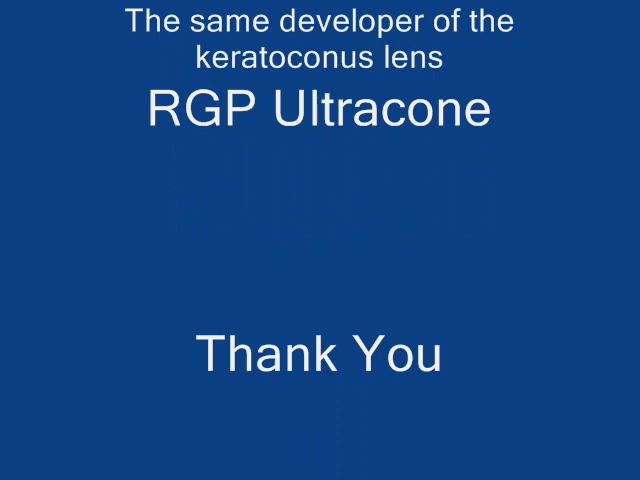 The same developer of the
keratoconus lens
RGP Ultracone
Thank You